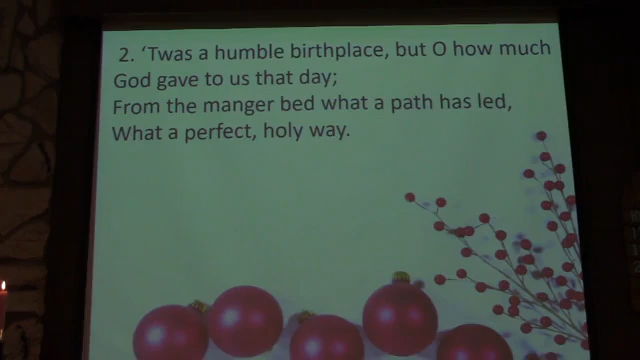 2. ‘Twas a humble birthplace, but O how much
God gave to us that day;
From the manger bed what a path has led,
What a perfect, holy way.